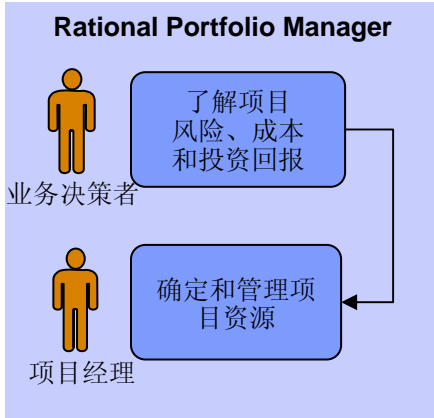 Rational Portfolio Manager
了解项目
风险、成本
和投资回报
业务决策者
确定和管理项
目资源
项目经理